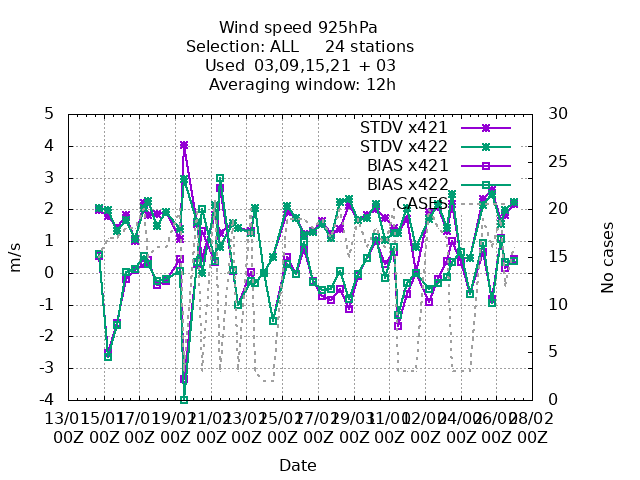 Wind speed 925hPa
Selection: ALL 24 stations
Used 03,09,15,21 + 03
Averaging window: 12h
5 30
STDV x421
25
4 STDV x422
BIAS x421
3 BIAS x422
20
2 CASES
1 15
0
10
-1
-2
5
-3
-4 0
m/s
No cases
13/01 15/01 17/01 19/01 21/01 23/01 25/01 27/01 29/01 31/01 02/02 04/02 06/02 08/02
00Z 00Z 00Z 00Z 00Z 00Z 00Z 00Z 00Z 00Z 00Z 00Z 00Z 00Z
Date